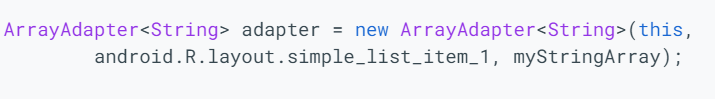 ArrayAdapter<String> adapter = new ArrayAdapter<String>(this,
android.R.layout.simple_list_item_1, myStringArray);